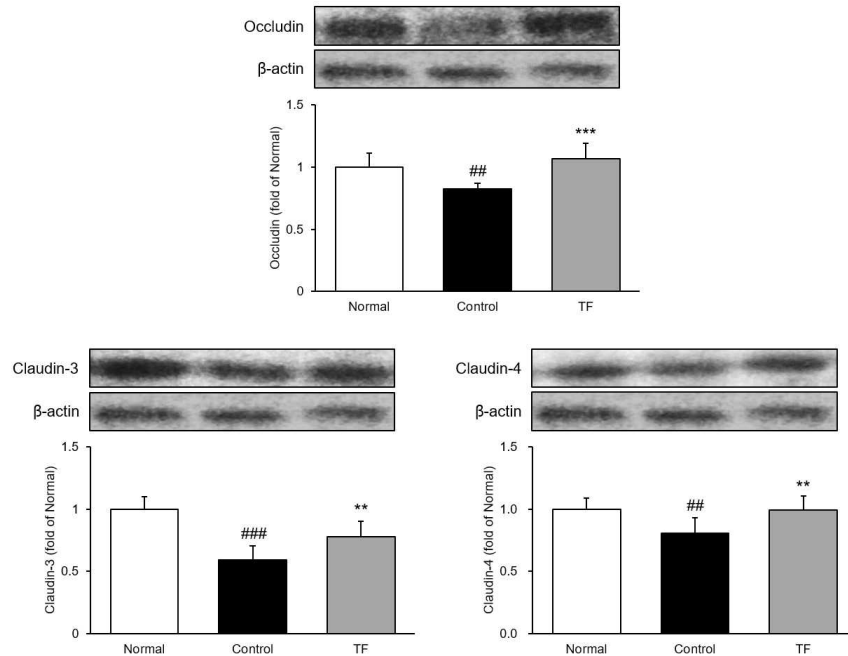 Occludin
β-actin
1.5
1
0.5
0
Occludin (fold of Normal)
##
***
Normal Control TF
Claudin-3
β-actin
1.5
1
0.5
0
Claudin-3 (fold of Normal)
###
**
Normal Control TF
Claudin-4
β-actin
1.5
1.0
0.5
0.0
Claudin-4 (fold of Normal)
##
**
Normal Control TF